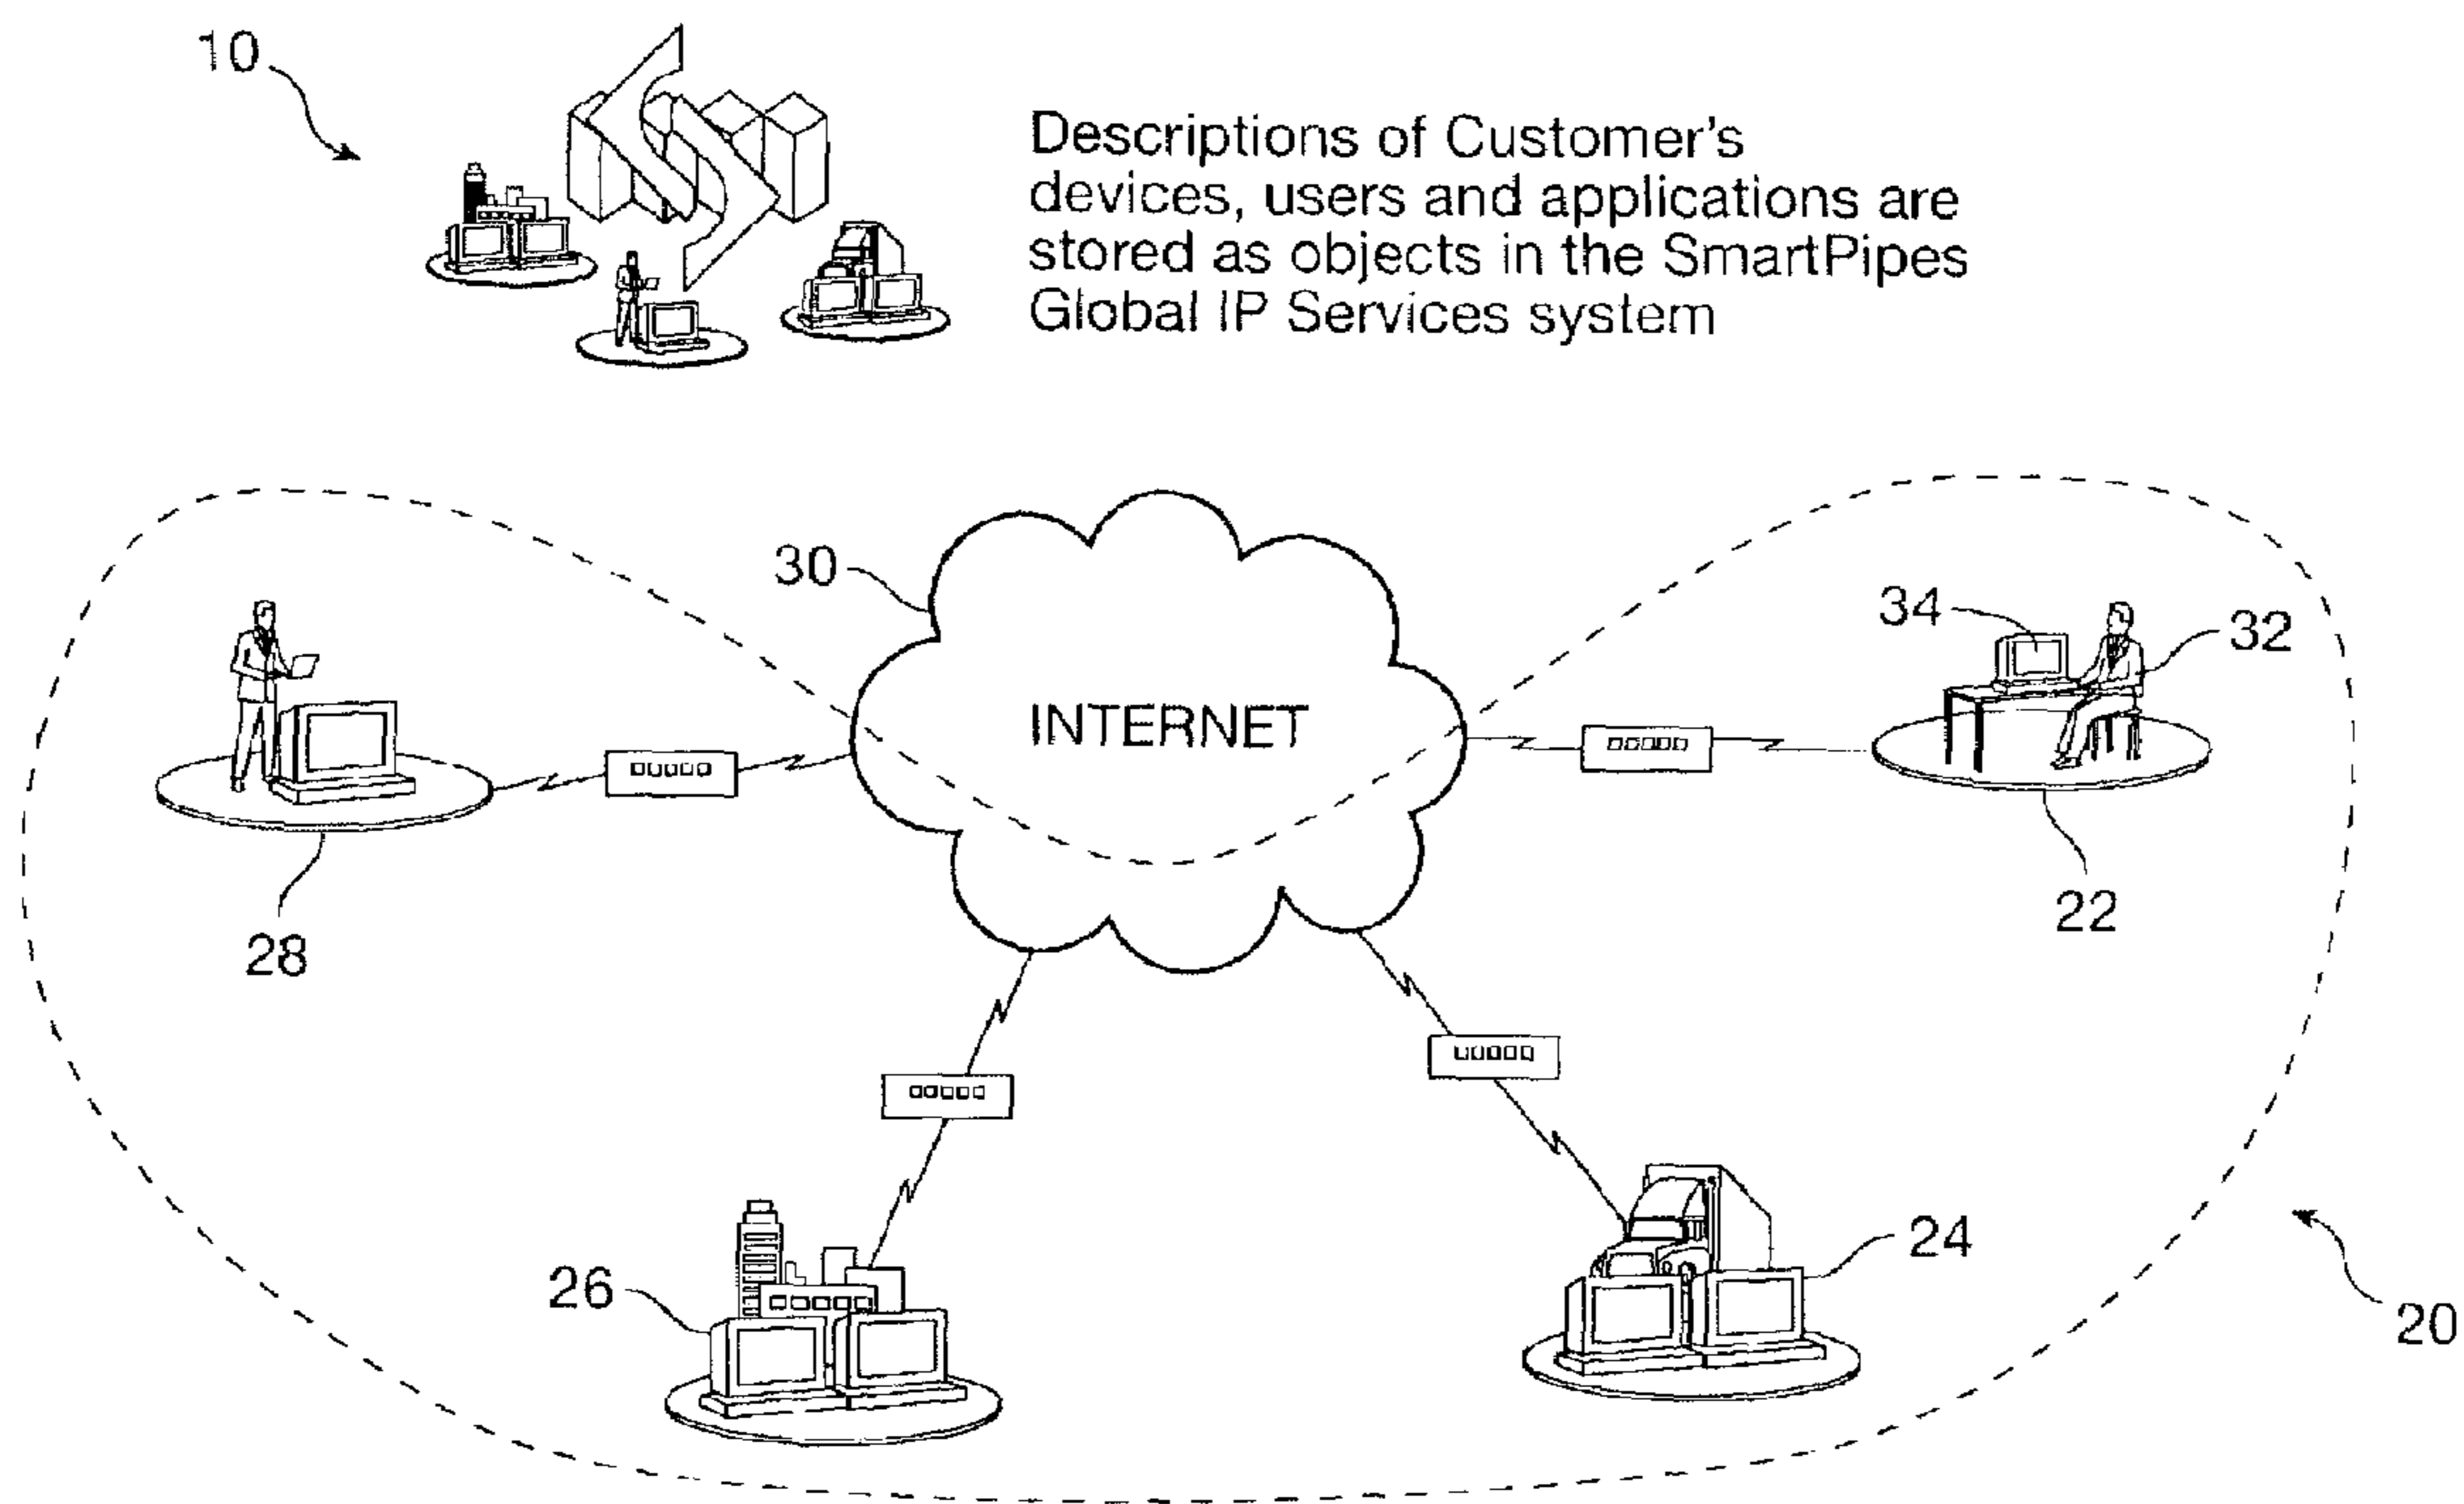 10
Descriptions of Customer's
devices, users and applications are
stored as objects in the SmartPipes
Global IP Services system
30
34
32
INTERNET
22
28
24
26
20